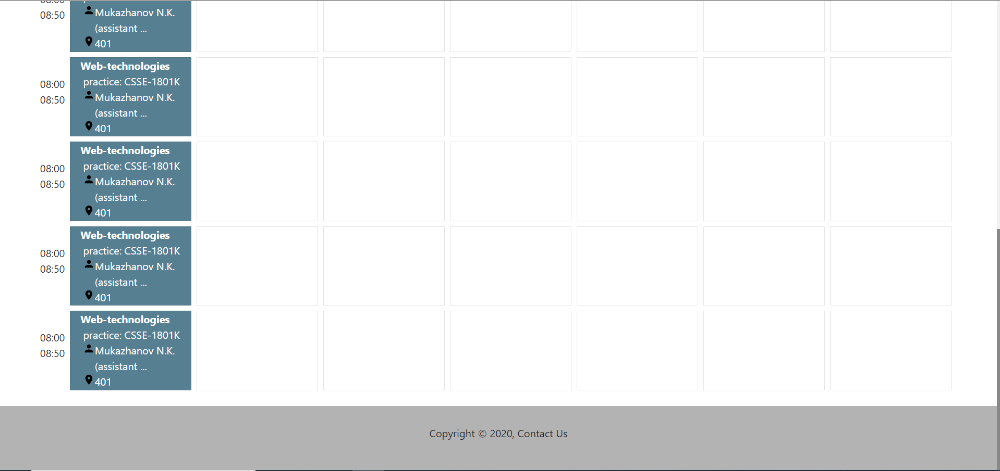 08:00
08:50
Mukazhanov N.K.
(assistant ...
401
Web-technologies
practice: CSSE-1801K
08:00
08:50
Mukazhanov N.K.
(assistant ...
401
Web-technologies
practice: CSSE-1801K
08:00
08:50
Mukazhanov N.K.
(assistant ...
401
Web-technologies
practice: CSSE-1801K
08:00
08:50
Mukazhanov N.K.
(assistant ...
401
Web-technologies
practice: CSSE-1801K
08:00
08:50
Mukazhanov N.K.
(assistant ...
401
Copyright © 2020, Contact Us